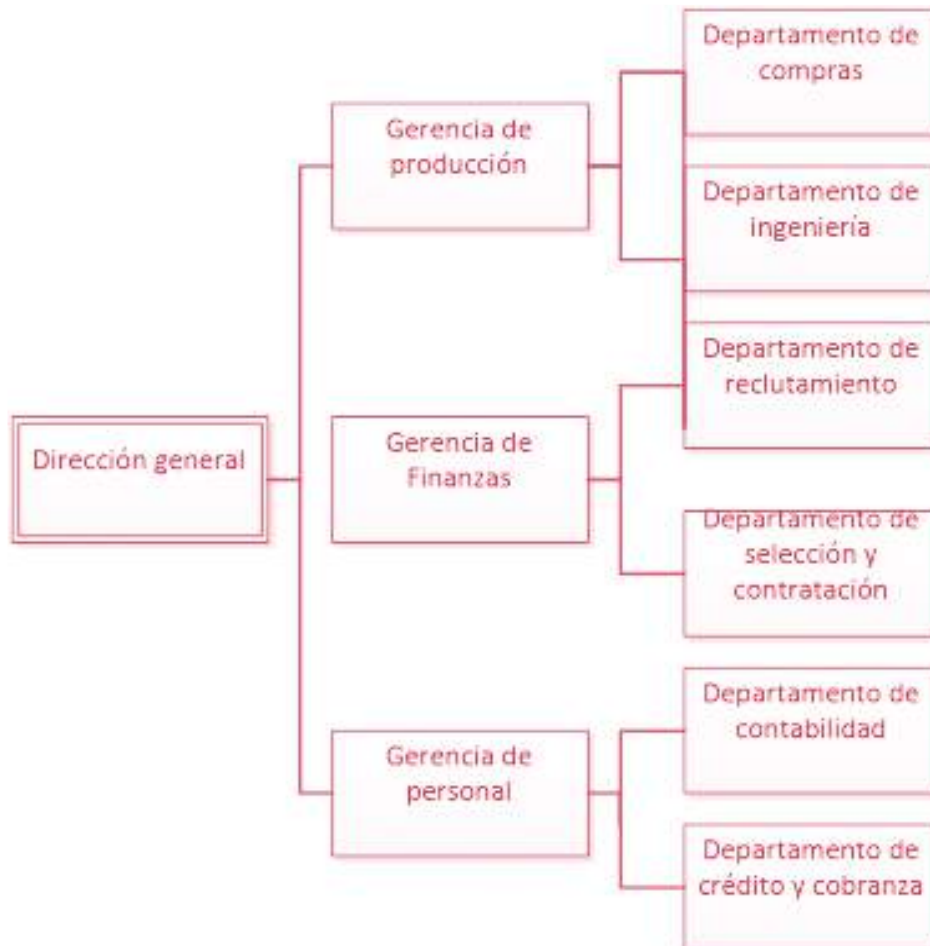 Dirección general
Gerencia de
producción
Gerencia de
Finanzas
Gerencia de
personal
Departamento de
compras
Departamento de
ingeniería
Departamento de
reclutamiento
Departamento de
selección y
contratación
Departamento de
contabilidad
Departamento de
crédito y cobranza